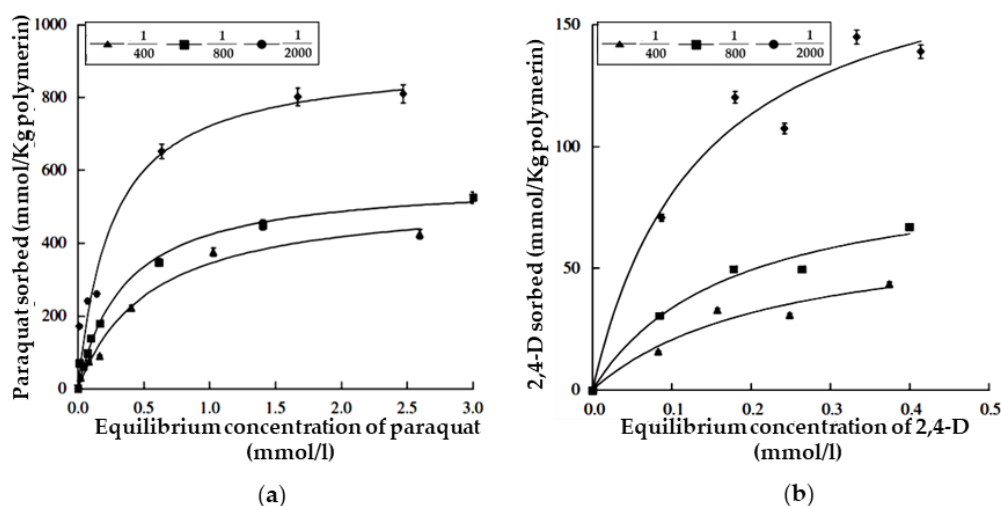 1/400 1/800 1/2000
Paraquat sorbed (mmol/Kg polymerin)
1000
800
600
400
200
0
0.0 0.5 1.0 1.5 2.0 2.5 3.0
Equilibrium concentration of paraquat
(mmol/l)
(a)
1/400 1/800 1/2000
2,4-D sorbed (mmol/Kg polymerin)
150
100
50
0
0.0 0.1 0.2 0.3 0.4 0.5
Equilibrium concentration of 2,4-D
(mmol/l)
(b)